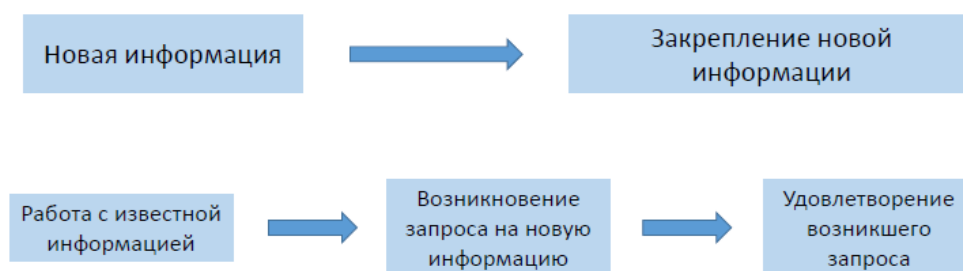 Новая информация
Закрепление новой
информации
Работа с известной
информацией
Возникновение
запроса на новую
информацию
Удовлетворение
возникшего
запроса